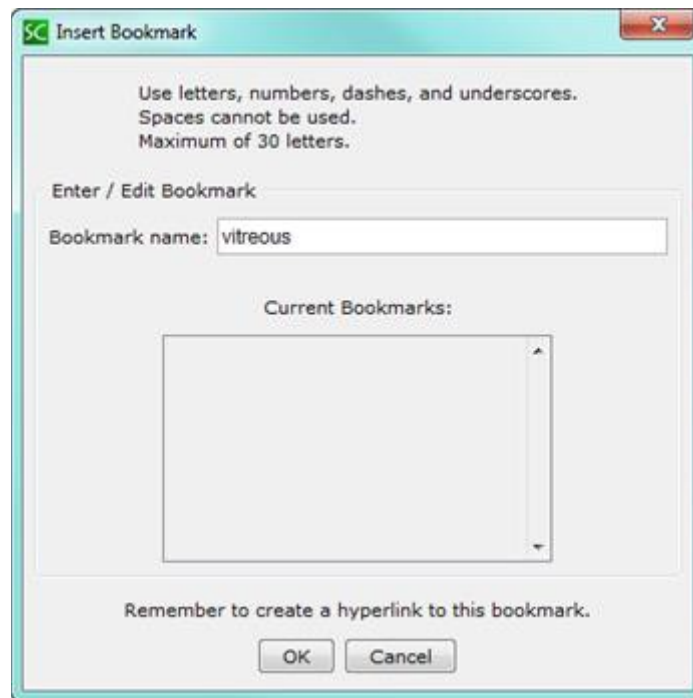 SC Insert Bookmark
Use letters, numbers, dashes, and underscores.
Spaces cannot be used.
Maximum of 30 letters.
Enter / Edit Bookmark
Bookmark name: vitreous
Current Bookmarks:
Remember to create a hyperlink to this bookmark.
OK Cancel